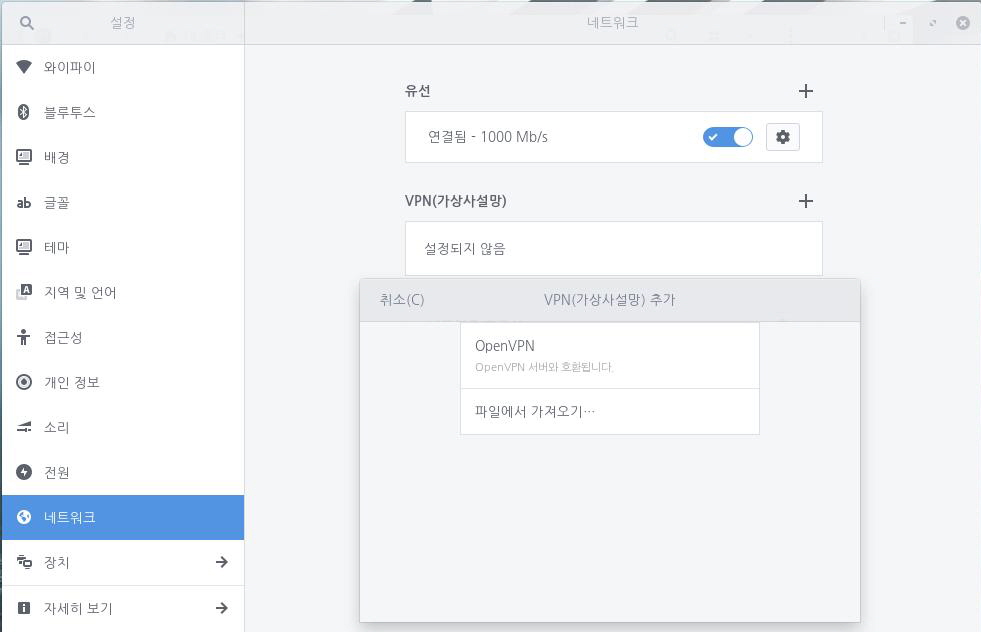 설정
네트워크
와이파이
블루투스
배경
ab 글꼴
테마
A 지역 및 언어
접근성
개인 정보
소리
전원
네트워크
장치
자세히 보기
유선
연결됨 - 1000 Mb/s
VPN(가상사설망)
설정되지 않음
취소(C)
VPN(가상사설망) 추가
OpenVPN
OpenVPN 서버와 호환됩니다.
파일에서 가져오기…